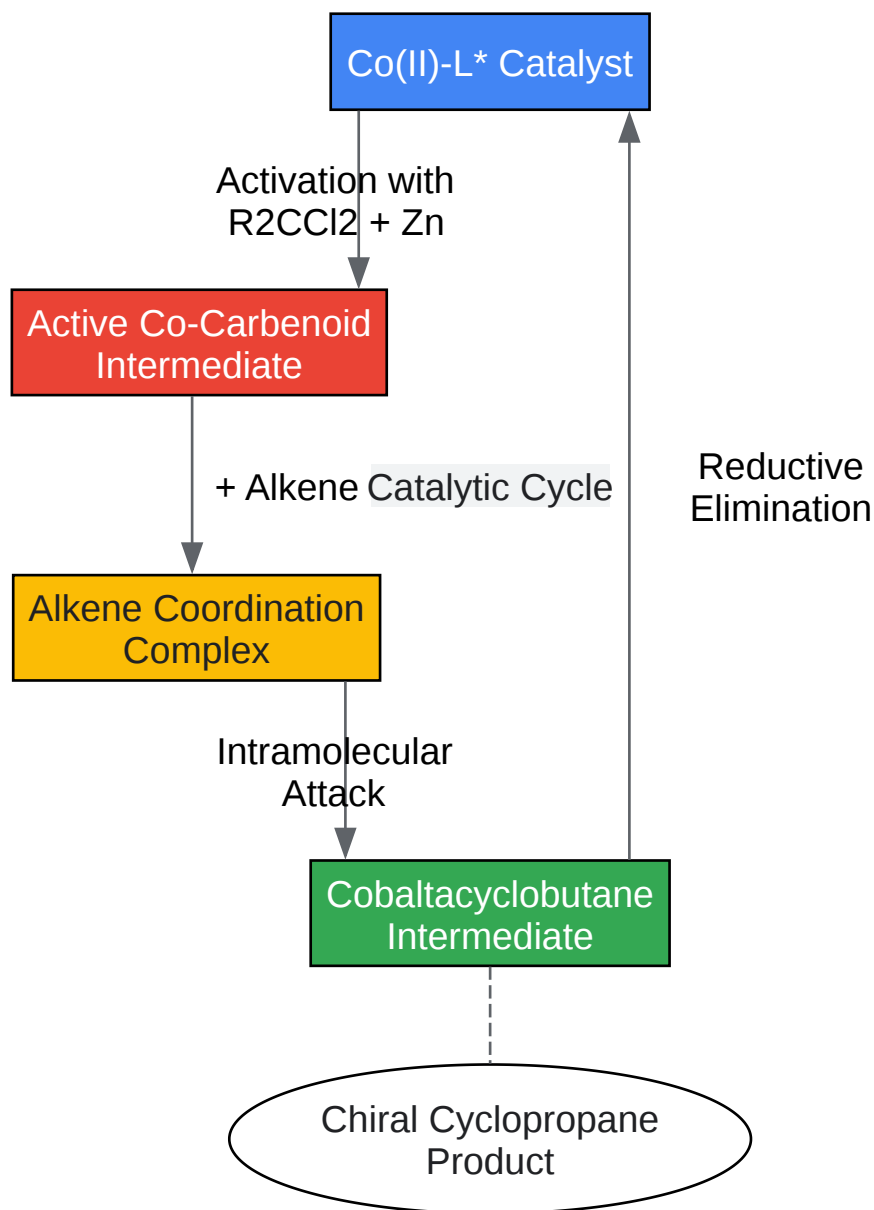 Co(II)-L* Catalyst
Activation with
R2CCl2 + Zn
Active Co-Carbenoid
Intermediate
+ Alkene
Catalytic Cycle
Reductive
Elimination
Alkene Coordination
Complex
Intramolecular
Attack
Cobaltacyclobutane
Intermediate
Chiral Cyclopropane
Product